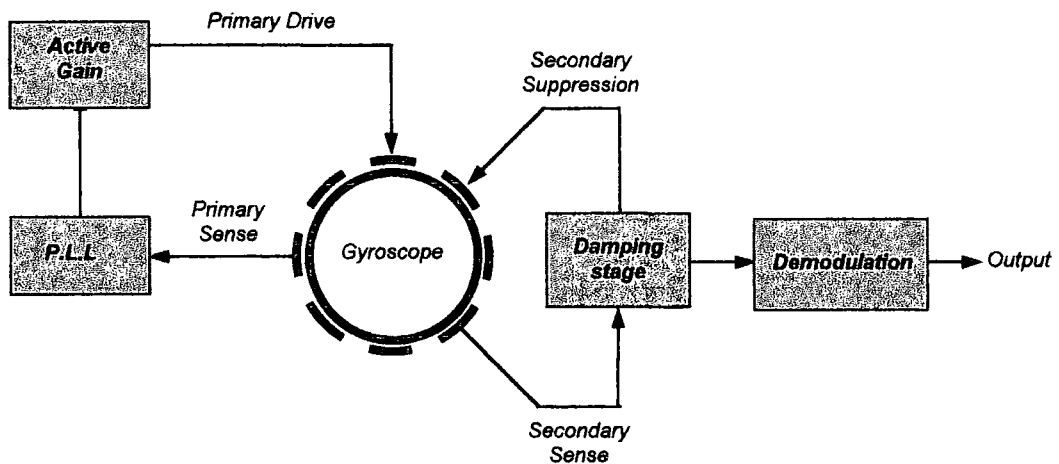 Primary Drive
Active
Gain
Secondary
Suppression
Primary
Sense
P.L.L
Gyroscope
Damping
stage
Demodulation
Output
Secondary
Sense